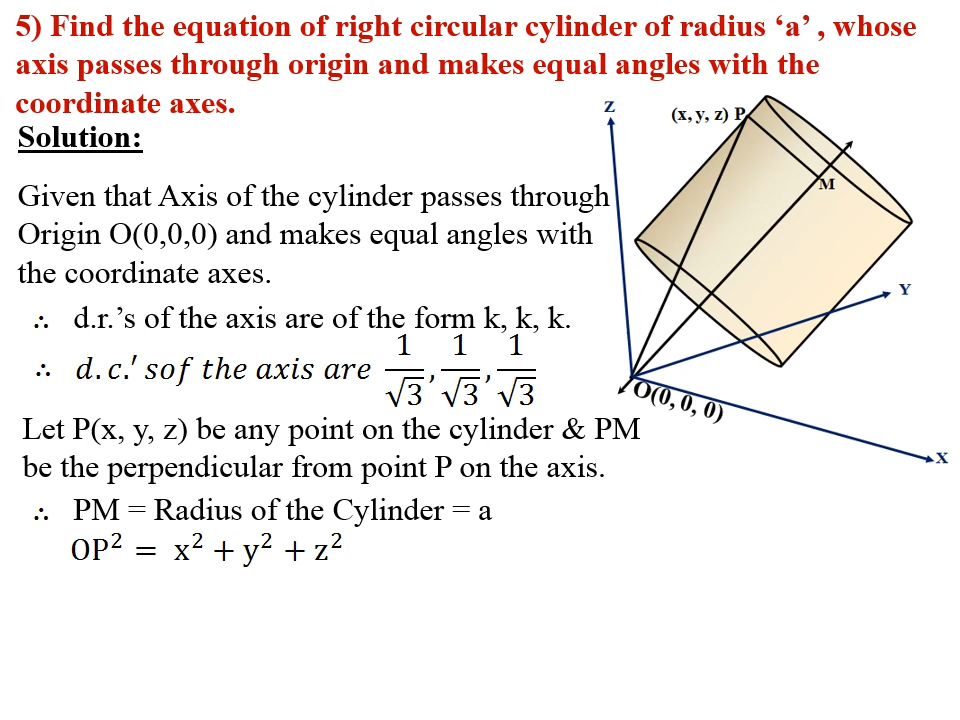 5) Find the equation of right circular cylinder of radius ‘a’ , whose
axis passes through origin and makes equal angles with the
coordinate axes.
Solution:
Given that Axis of the cylinder passes through
Origin O(0,0,0) and makes equal angles with
the coordinate axes.
∴ d.r.’s of the axis are of the form k, k, k.
∴ d.c.′ sof the axis are 1/√3, 1/√3, 1/√3
Let P(x, y, z) be any point on the cylinder & PM
be the perpendicular from point P on the axis.
∴ PM = Radius of the Cylinder = a
OP² = x² + y² + z²
Z
(x, y, z) P
M
Y
O(0, 0, 0)
X